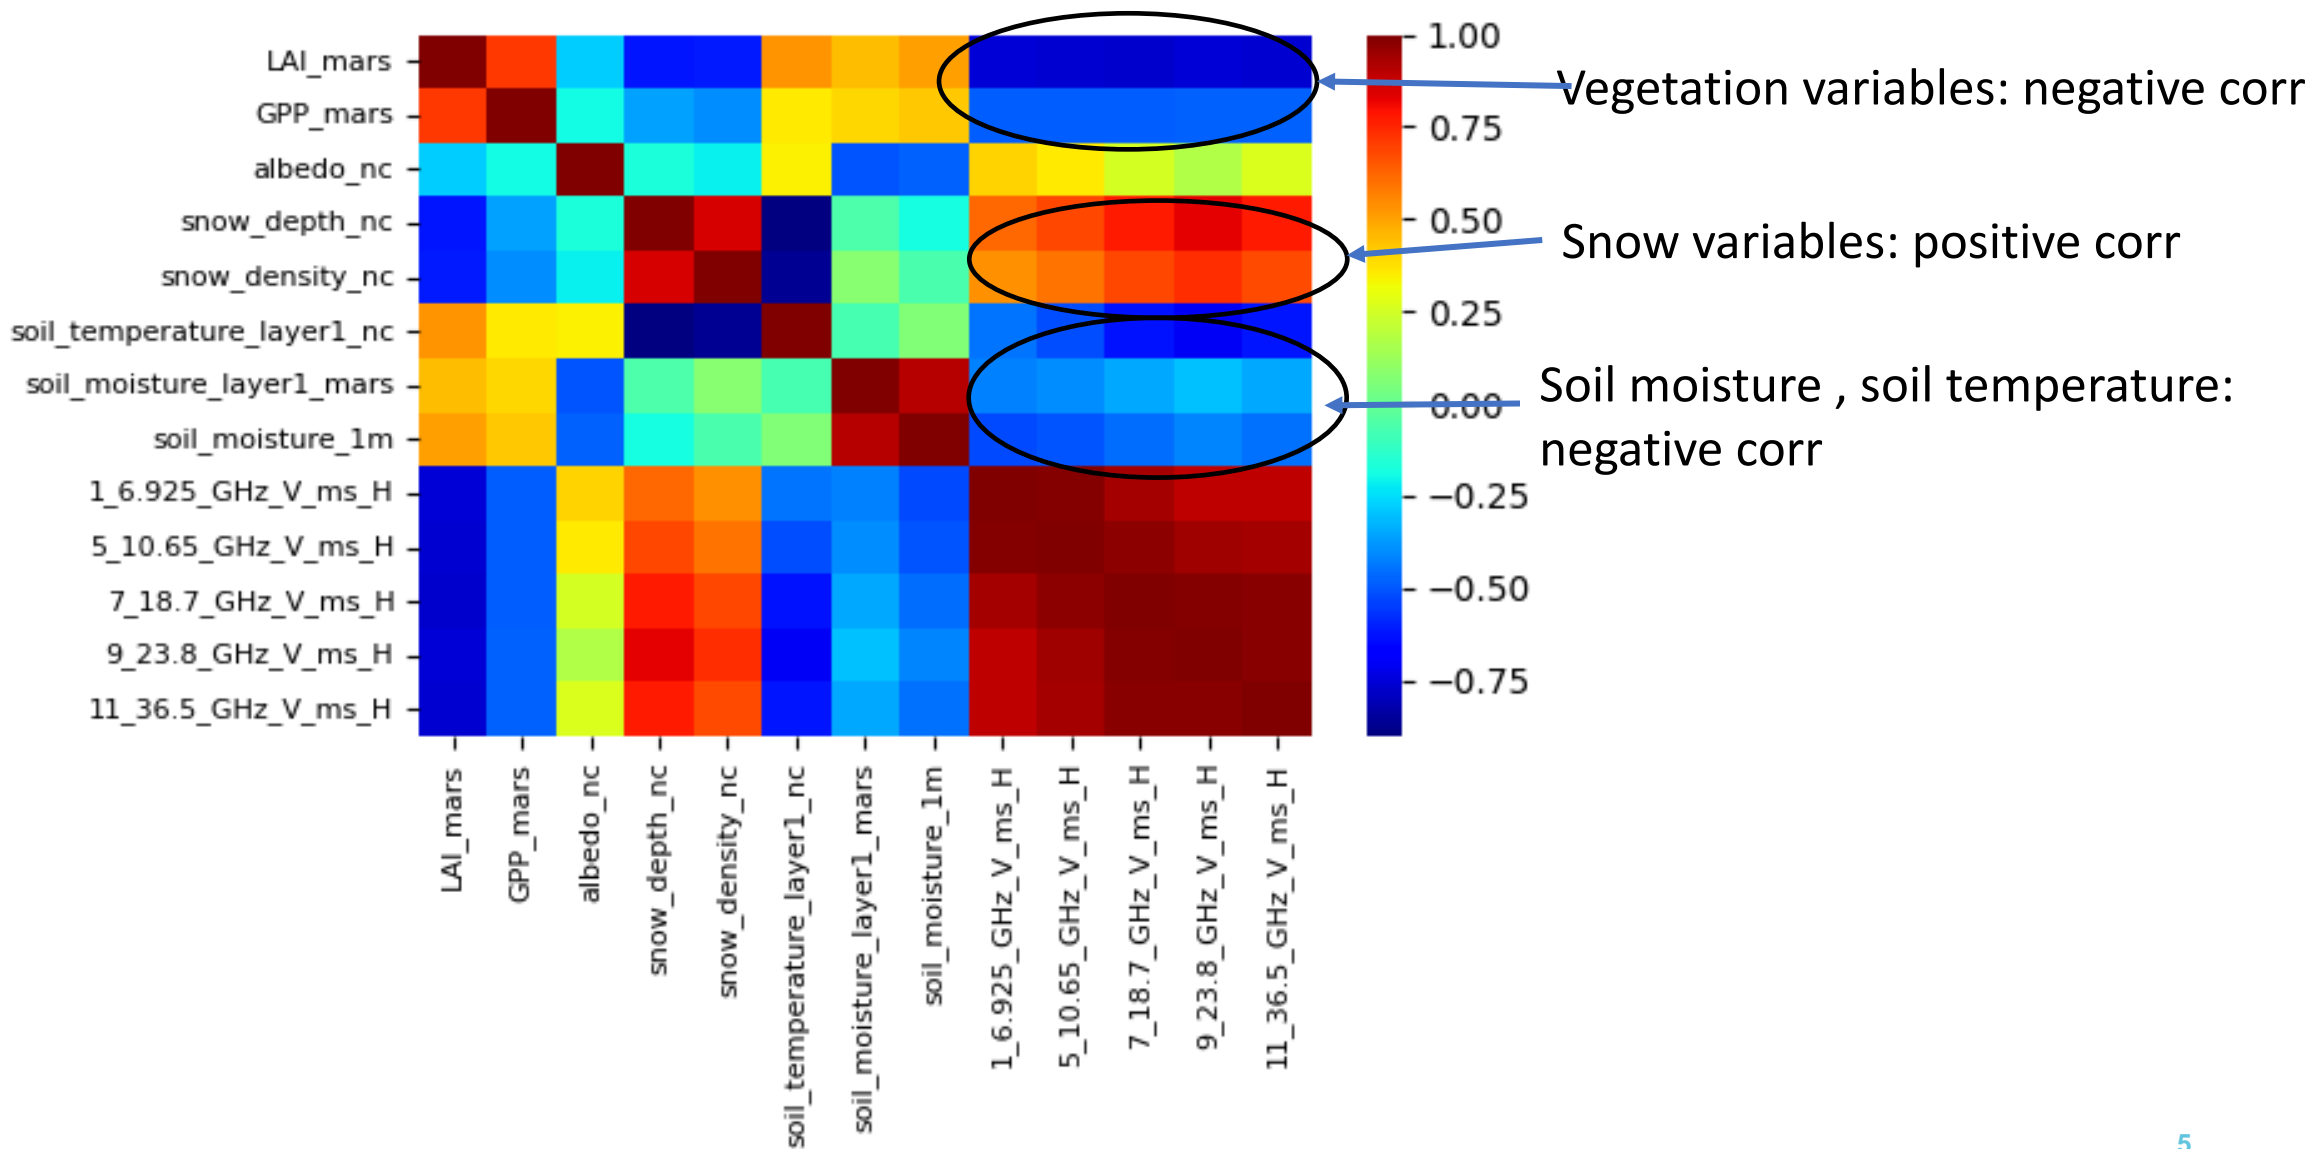 LAI_mars
GPP_mars
albedo_nc
snow_depth_nc
snow_density_nc
soil_temperature_layer1_nc
soil_moisture_layer1_mars
soil_moisture_1m
1_6.925_GHz_V_ms_H
5_10.65_GHz_V_ms_H
7_18.7_GHz_V_ms_H
9_23.8_GHz_V_ms_H
11_36.5_GHz_V_ms_H
LAI_mars
GPP_mars
albedo_nc
snow_depth_nc
snow_density_nc
soil_temperature_layer1_nc
soil_moisture_layer1_mars
soil_moisture_1m
1_6.925_GHz_V_ms_H
5_10.65_GHz_V_ms_H
7_18.7_GHz_V_ms_H
9_23.8_GHz_V_ms_H
11_36.5_GHz_V_ms_H
1.00
0.75
0.50
0.25
0.00
−0.25
−0.50
−0.75
Vegetation variables: negative corr
Snow variables: positive corr
Soil moisture , soil temperature:
negative corr
5